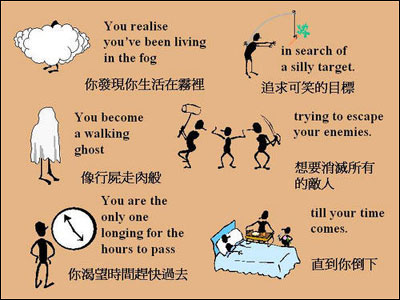 You realise
you've been living
in the fog
你發現你生活在霧裡
in search of
a silly target.
追求可笑的目標
You become
a walking
ghost
像行屍走肉般
trying to escape
your enemies.
想要消滅所有
的敵人
You are the
only one
longing for the
hours to pass
你渴望時間趕快過去
till your time
comes.
直到你倒下